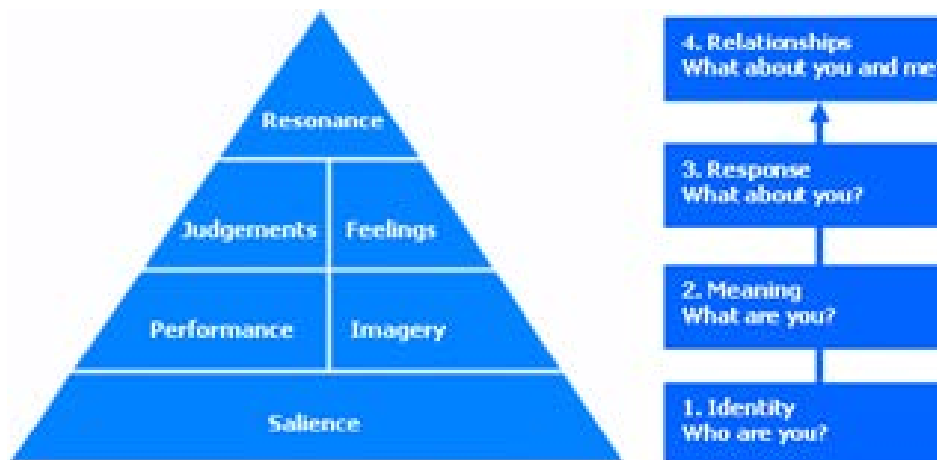 Resonance
Judgements
Feelings
Performance
Imagery
Salience
4. Relationships
What about you and me
3. Response
What about you?
2. Meaning
What are you?
1. Identity
Who are you?